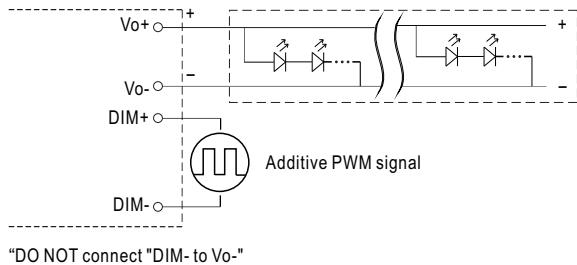 Vo+
+
+
Vo-
−
−
DIM+
Additive PWM signal
DIM-
“DO NOT connect "DIM- to Vo-"